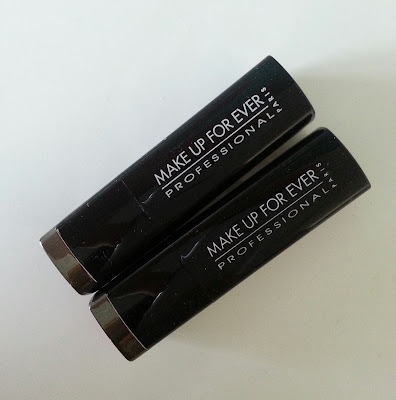 MAKE UP FOR EVER
PROFESSIONAL
PARIS
MAKE UP FOR EVER
PROFESSIONAL
PARIS